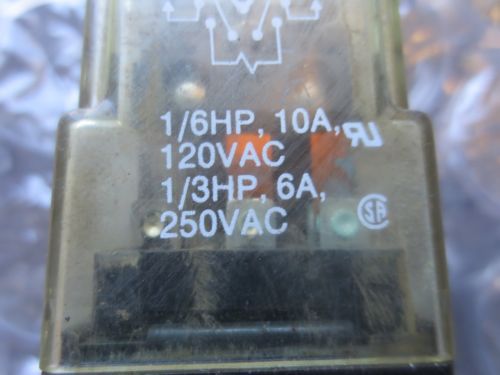 1/6HP, 10A,
120VAC
1/3HP, 6A,
250VAC